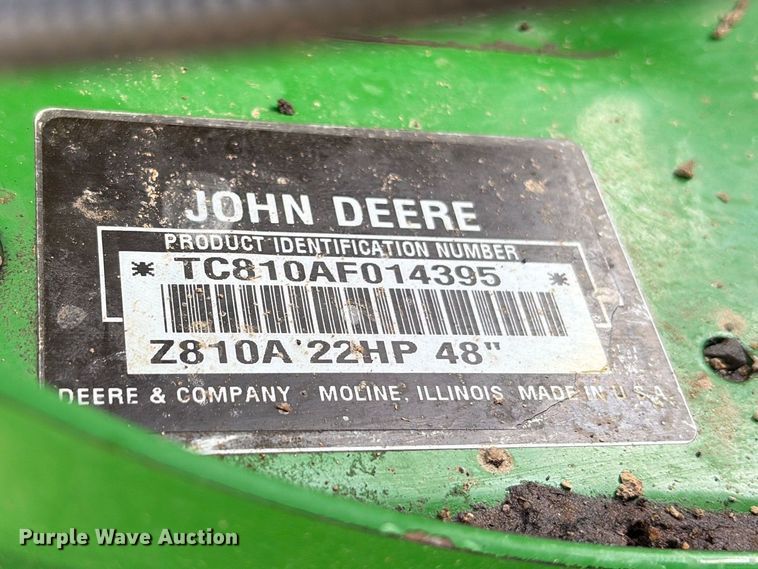 JOHN DEERE
PRODUCT IDENTIFICATION NUMBER
* TC810AF014395 *
Z810A 22HP 48"
DEERE & COMPANY MOLINE, ILLINOIS MADE IN U.S.A.
Purple Wave Auction